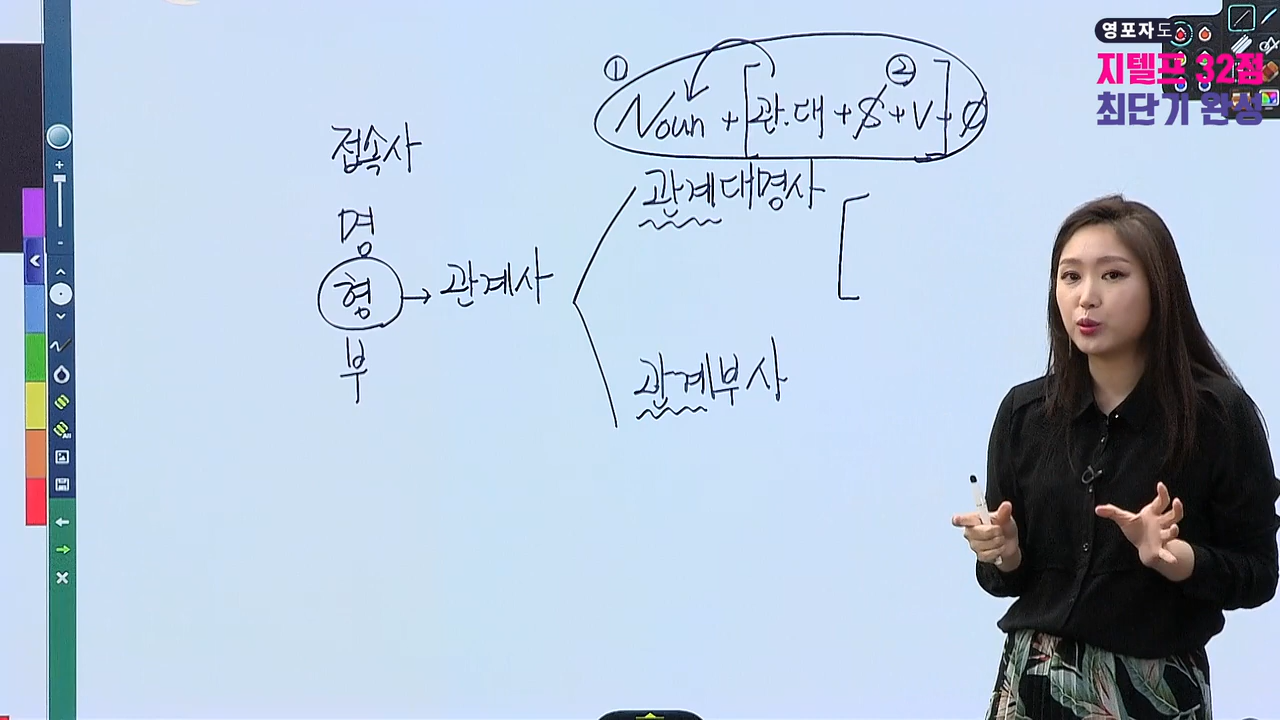 영포자도
지텔프 32점
최단기 완성
① ②
Noun + [관.대 + S + V] + O
접속사
관계대명사
명
형 → 관계사
부
관계부사